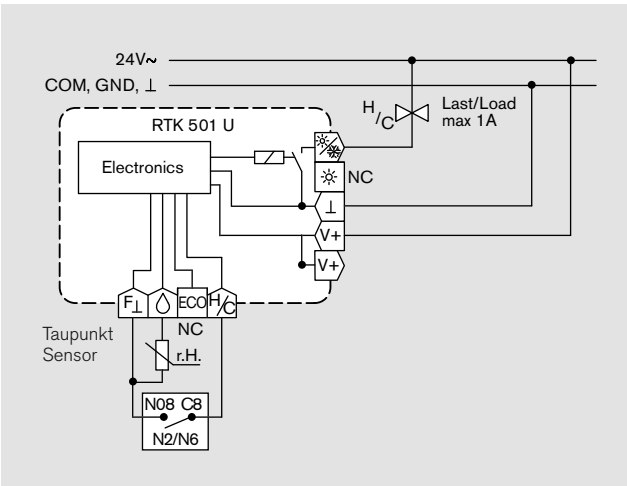 24V~
COM, GND, ⊥
H/C
Last/Load
max 1A
RTK 501 U
Electronics
NC
⊥
V+
V+
F⊥
ECO
H/C
Taupunkt
Sensor
NC
r.H.
N08 C8
N2/N6